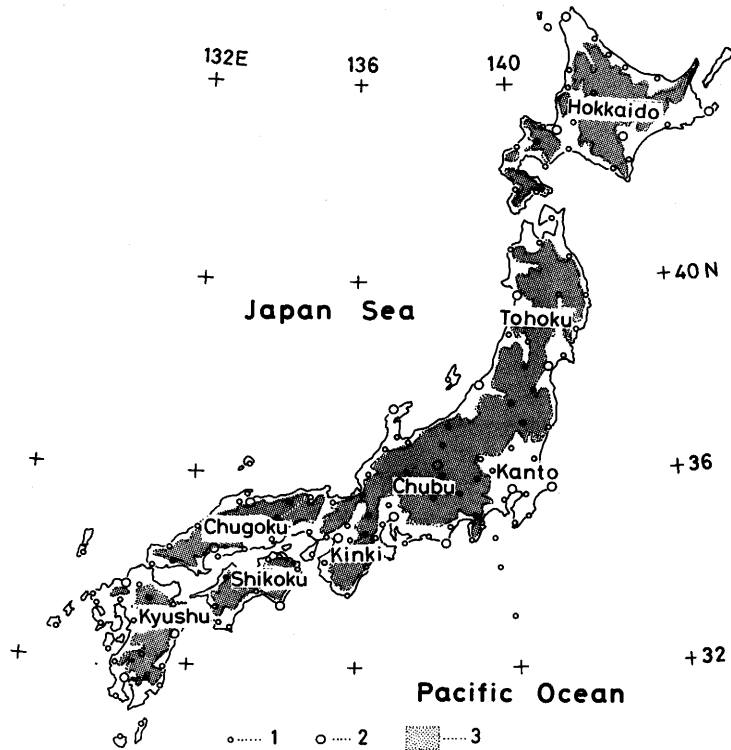 132E 136 140
Hokkaido
40 N
Japan Sea
Tohoku
36
Kanto
Chubu
Chugoku
Kinki
Shikoku
Kyushu
32
Pacific Ocean
1 2 3